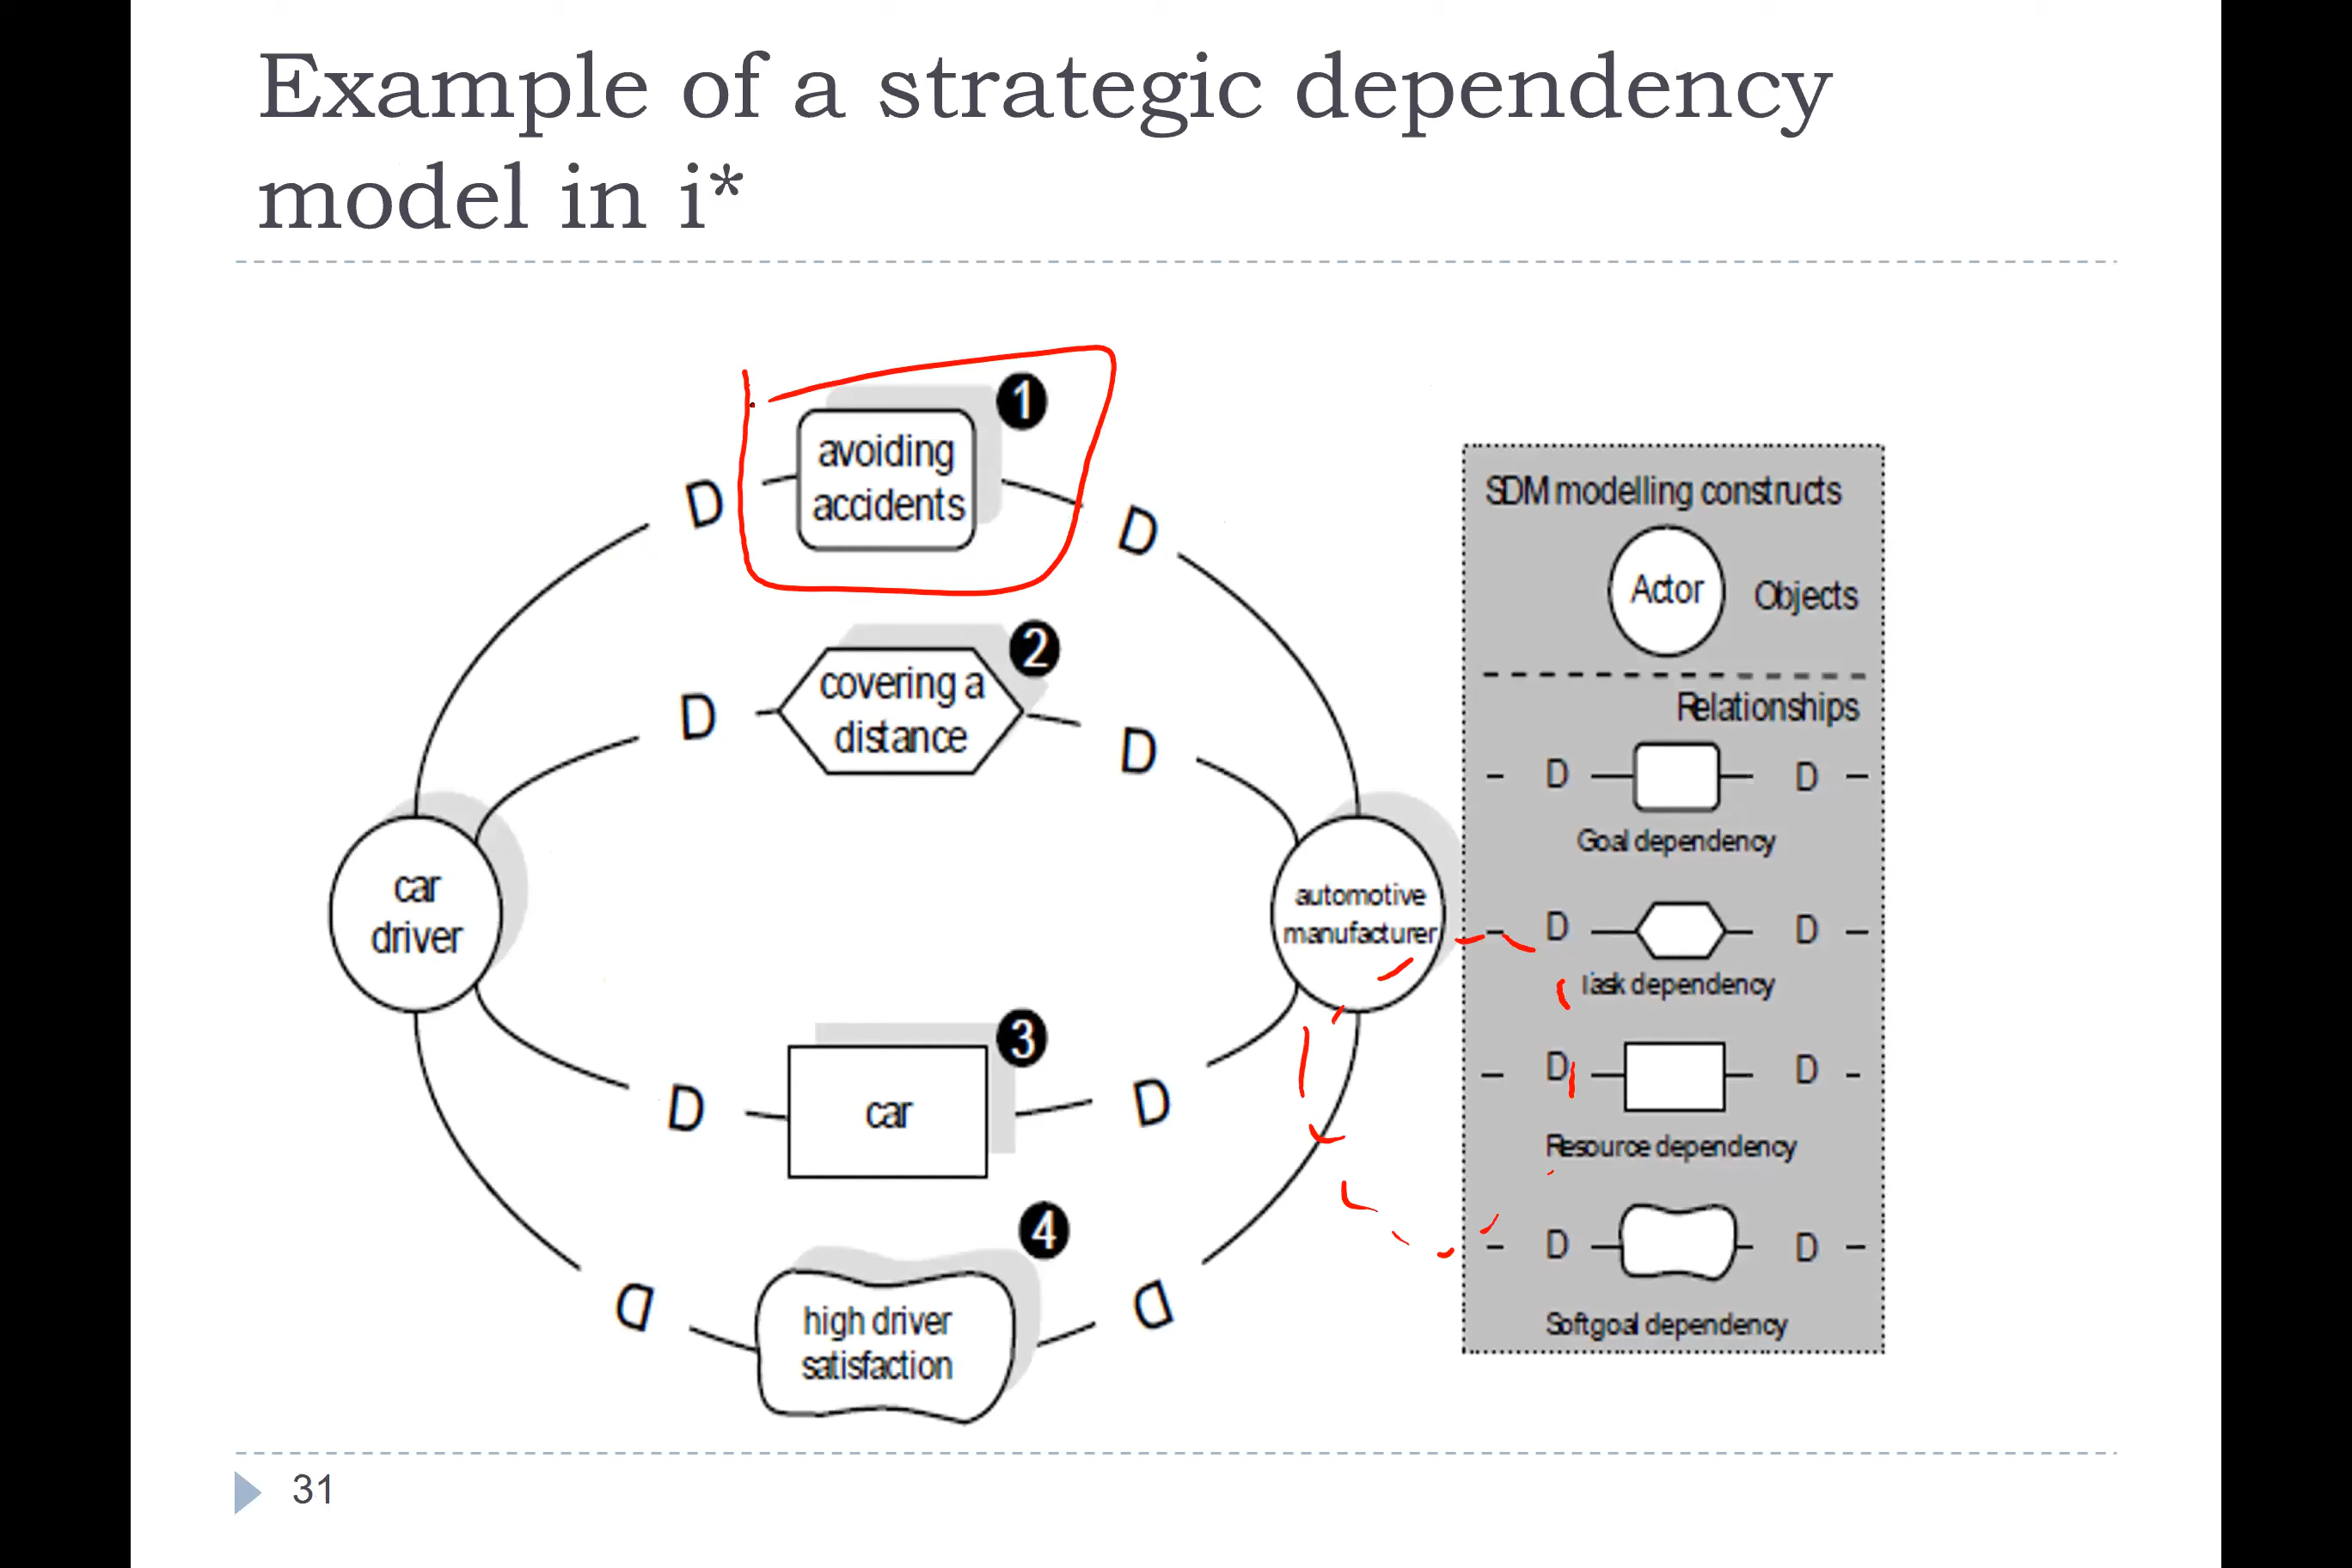 Example of a strategic dependency
model in i*
1
avoiding
accidents
D
D
2
covering a
distance
D
D
car
driver
automotive
manufacturer
3
car
D
D
4
high driver
satisfaction
D
D
SDM modelling constructs
Actor
Objects
Relationships
D
D
Goal dependency
D
D
Task dependency
D
D
Resource dependency
D
D
Softgoal dependency
31